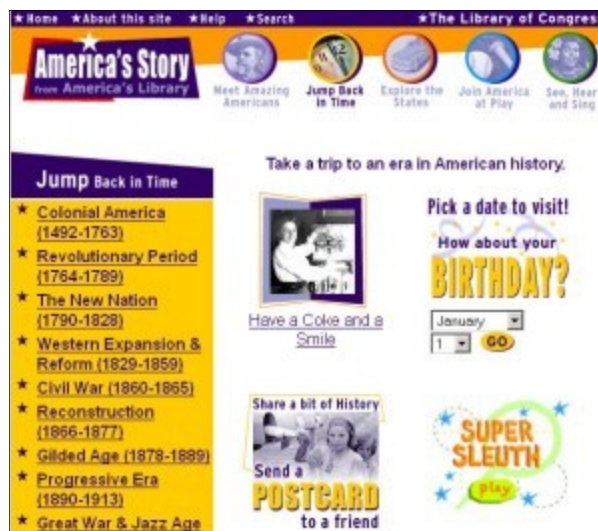 ★ Home ★ About this site ★ Help ★ Search ★ The Library of Congres
America's Story
from America's Library
Meet Amazing
Americans
Jump Back
in Time
Explore the
States
Join America
at Play
See, Hear
and Sing
Jump Back in Time
★ Colonial America
(1492-1763)
★ Revolutionary Period
(1764-1789)
★ The New Nation
(1790-1828)
★ Western Expansion &
Reform (1829-1859)
★ Civil War (1860-1865)
★ Reconstruction
(1866-1877)
★ Gilded Age (1878-1889)
★ Progressive Era
(1890-1913)
★ Great War & Jazz Age
Take a trip to an era in American history.
Have a Coke and a
Smile
Pick a date to visit!
How about your
BIRTHDAY?
January
1 GO
Share a bit of History
Send a
POSTCARD
to a friend
SUPER
SLEUTH
play